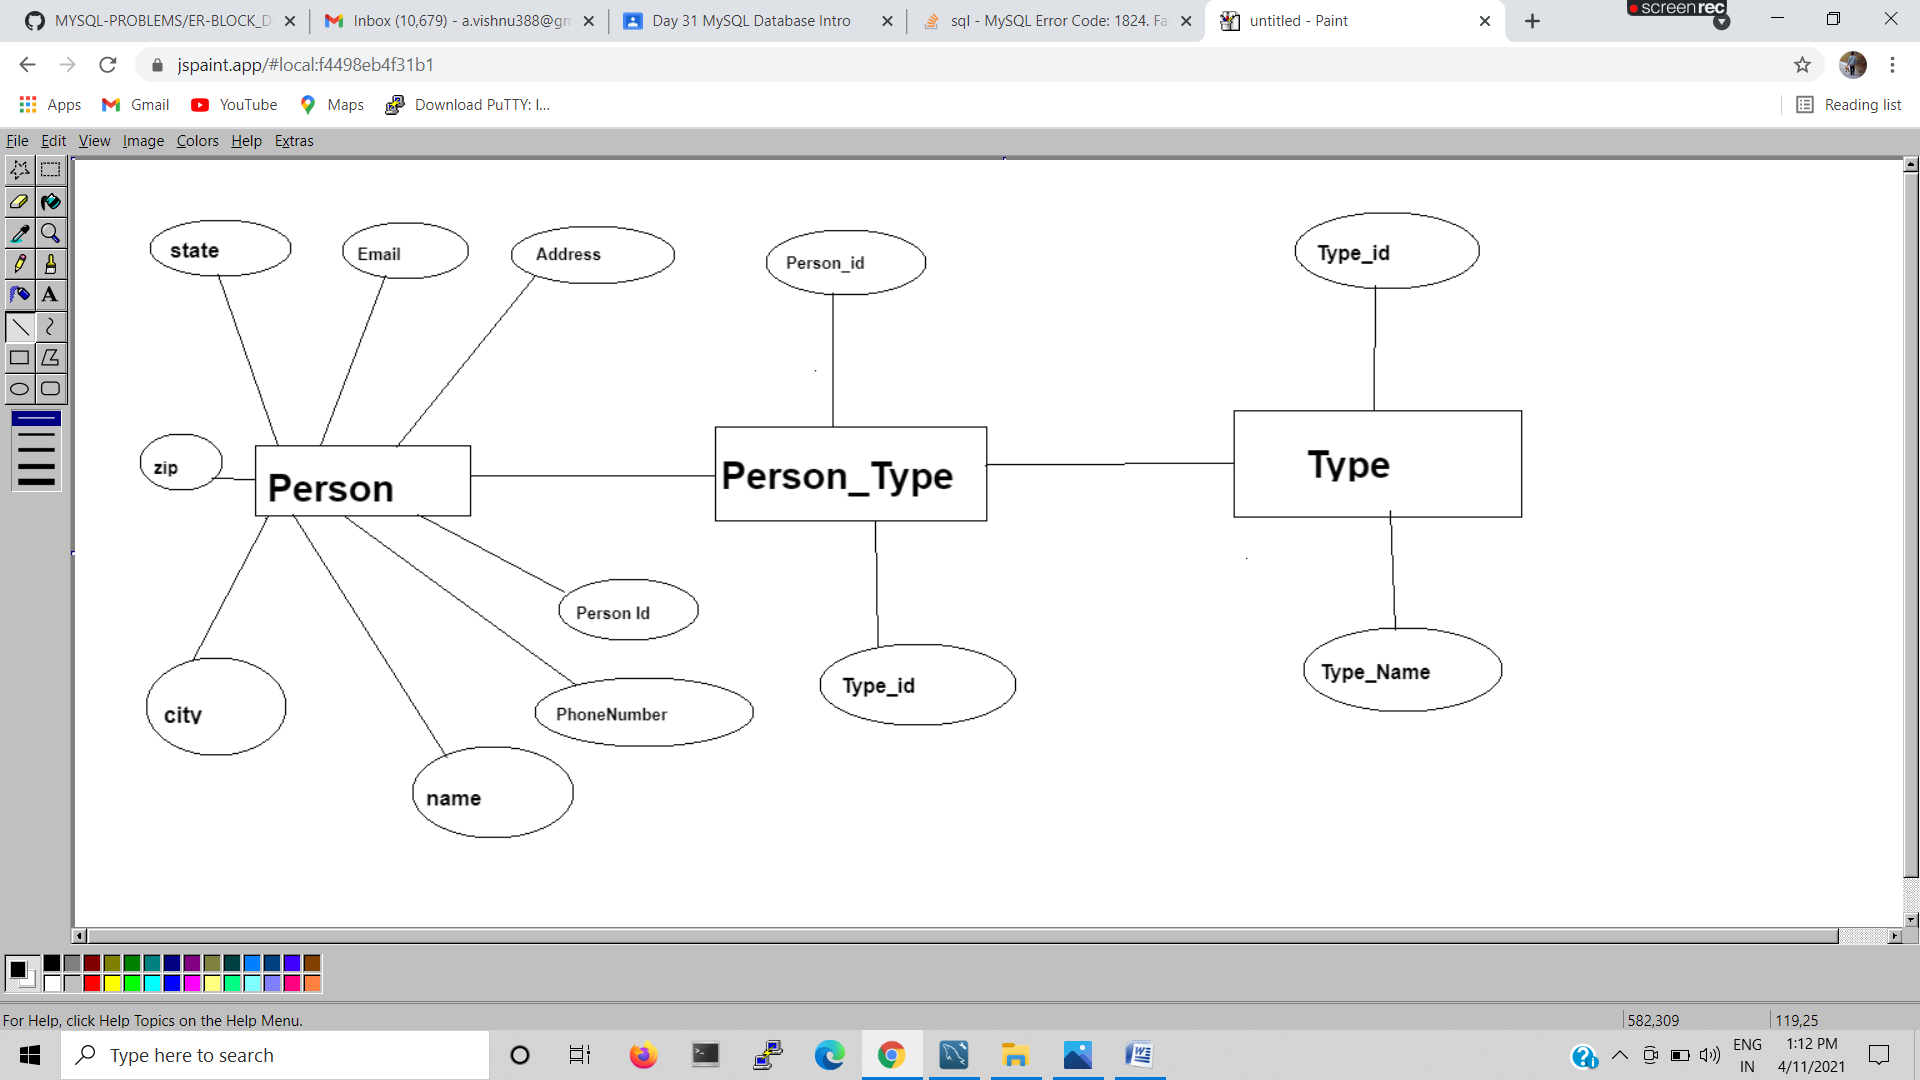 MYSQL-PROBLEMS/ER-BLOCK_D
Inbox (10,679) - a.vishnu388@gm
Day 31 MySQL Database Intro
sql - MySQL Error Code: 1824. Fa
untitled - Paint
screenrec
jspaint.app/#local:f4498eb4f31b1
Apps
Gmail
YouTube
Maps
Download PuTTY: l...
Reading list
File Edit View Image Colors Help Extras
A
state
Email
Address
Person_id
Type_id
zip
Person
Person_Type
Type
Person Id
city
PhoneNumber
Type_id
Type_Name
name
For Help, click Help Topics on the Help Menu.
582,309
119,25
Type here to search
ENG
IN
1:12 PM
4/11/2021